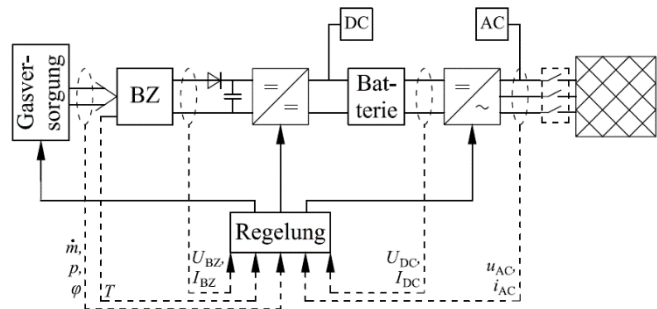 DC
AC
Gasver-
sorgung
BZ
=
=
Bat-
terie
=
~
Regelung
ṁ,
p,
φ
T
U_BZ,
I_BZ
U_DC,
I_DC
u_AC,
i_AC